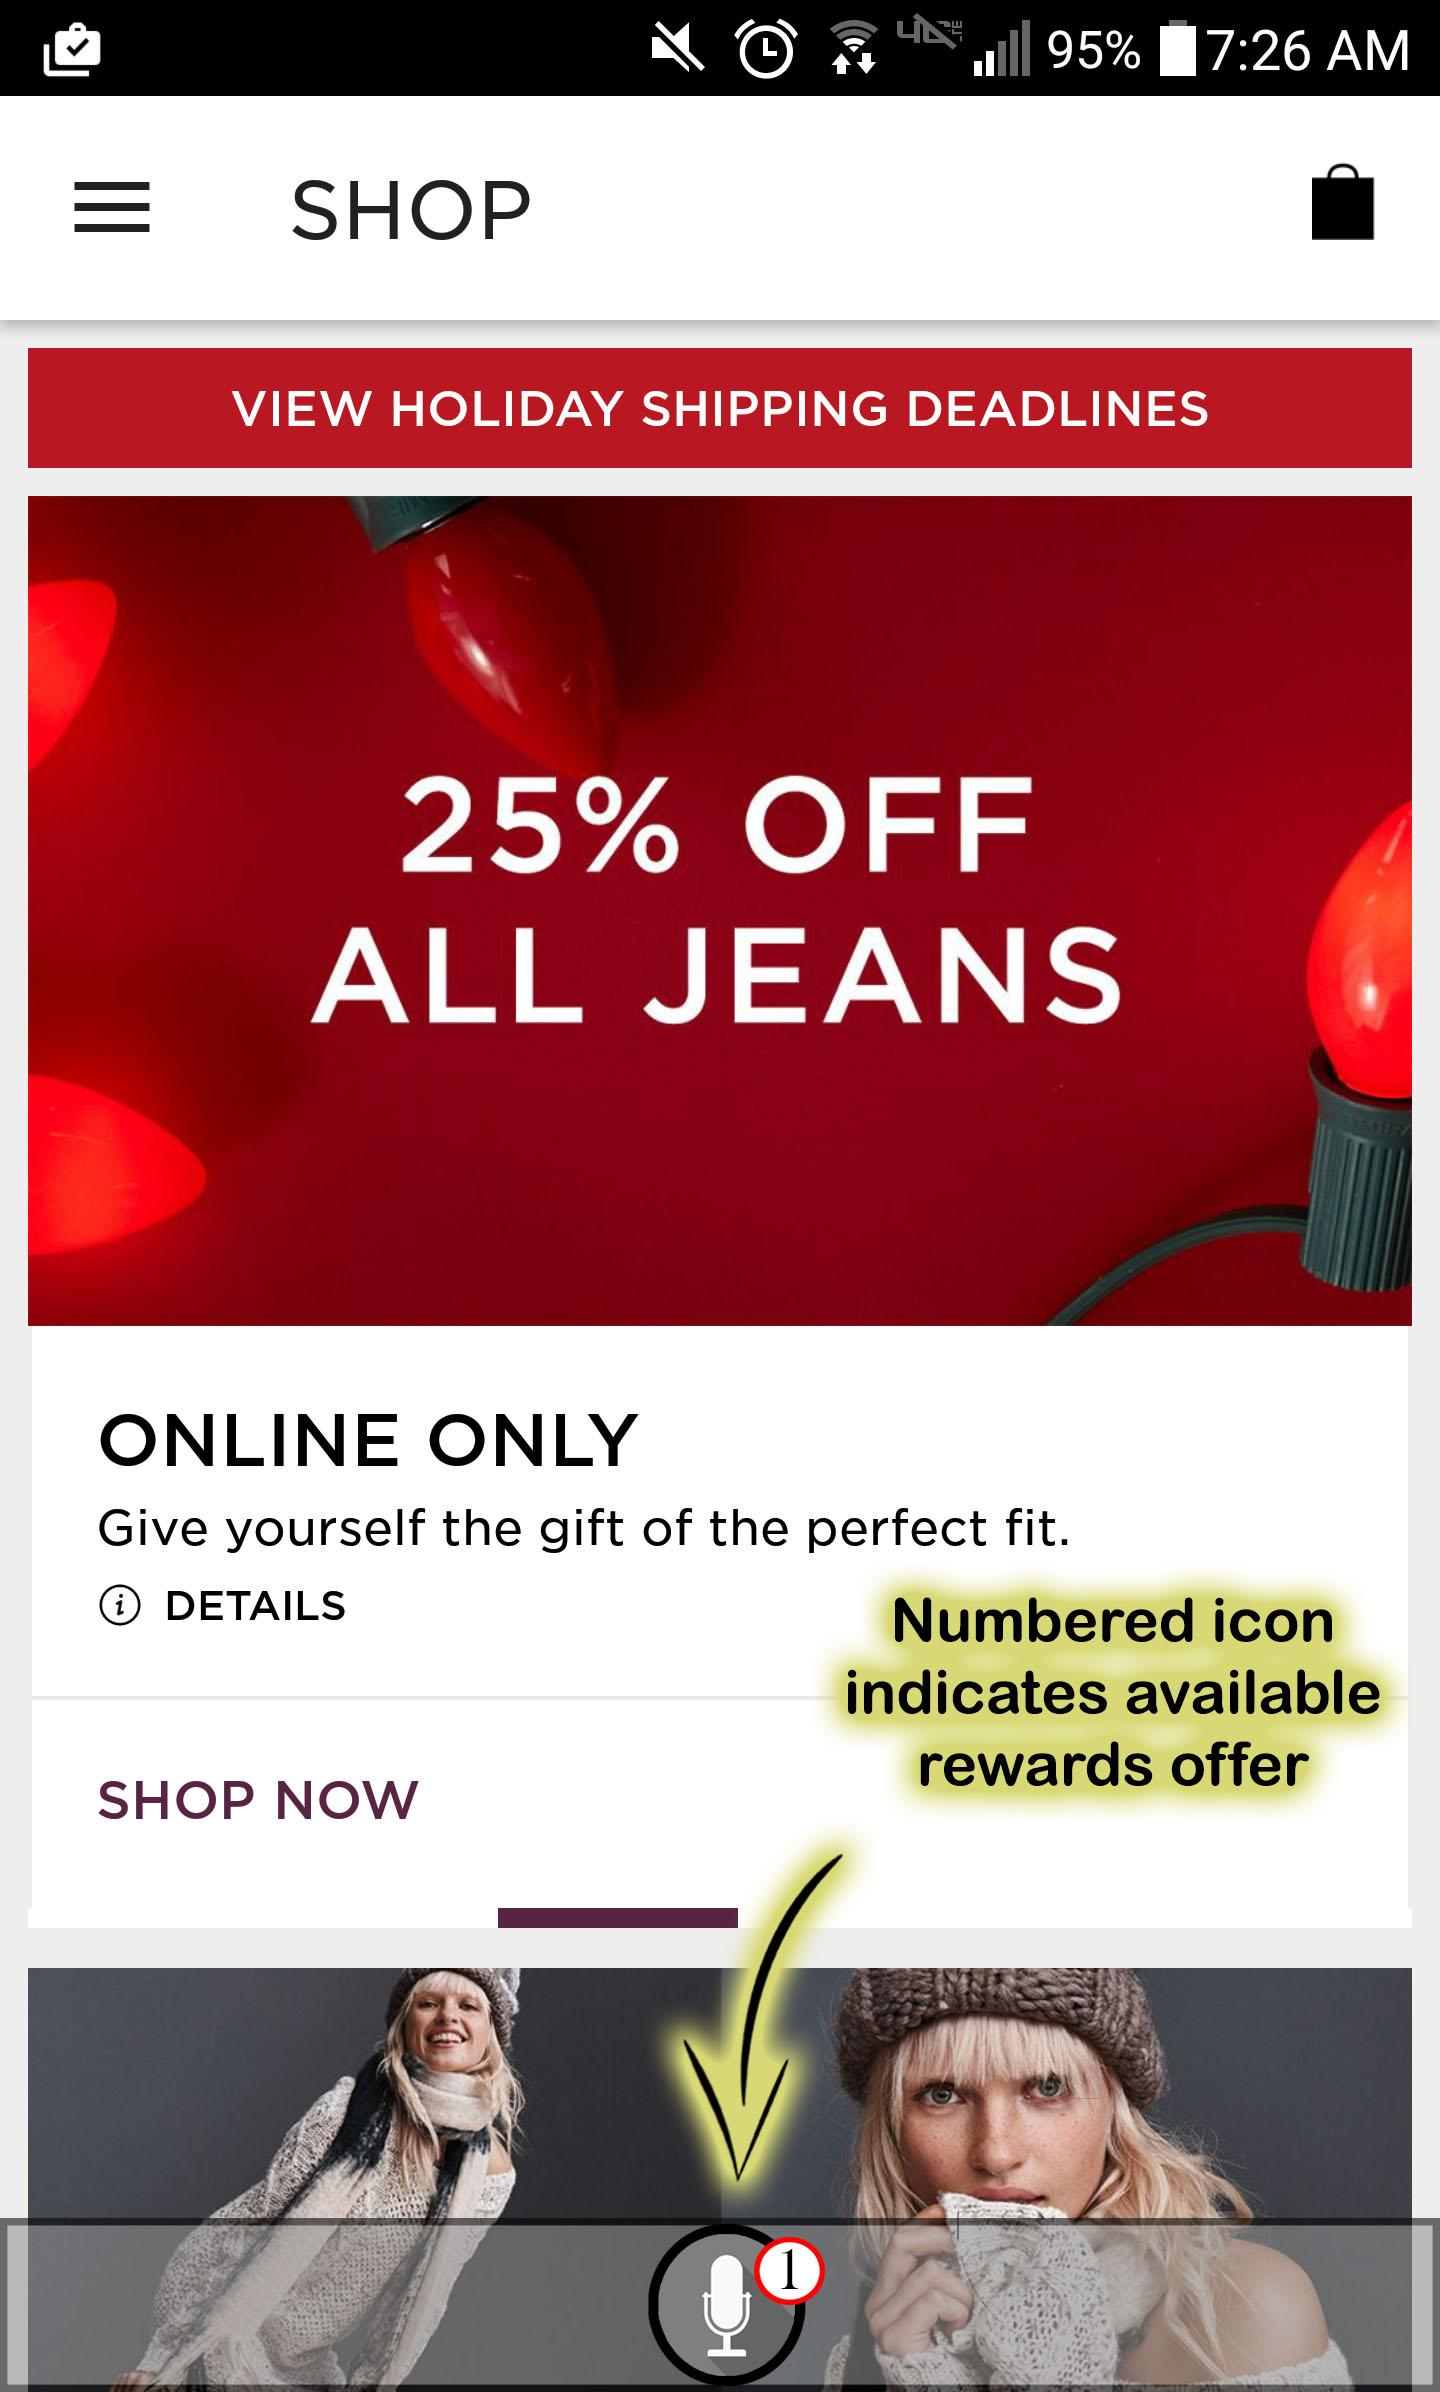 95% 7:26 AM
SHOP
VIEW HOLIDAY SHIPPING DEADLINES
25% OFF
ALL JEANS
ONLINE ONLY
Give yourself the gift of the perfect fit.
DETAILS
Numbered icon
indicates available
rewards offer
SHOP NOW
1